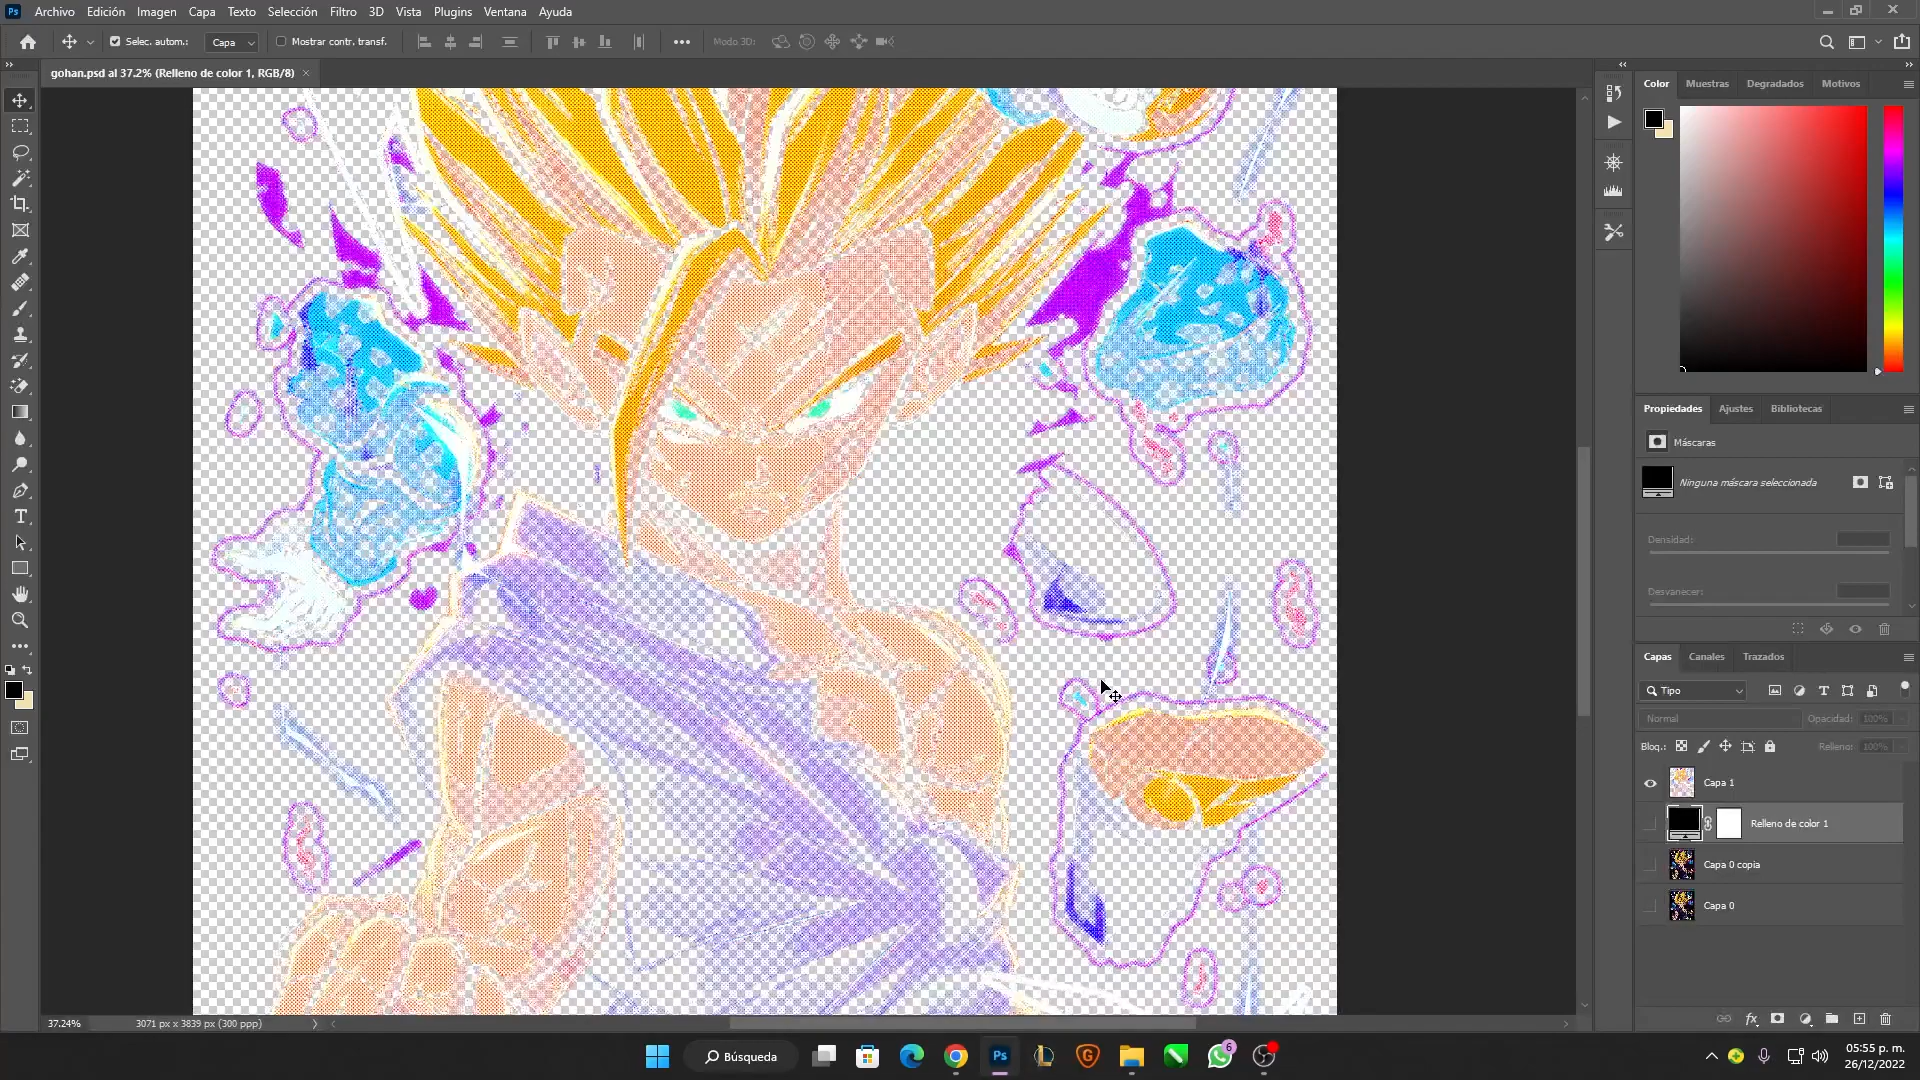 Ps Archivo Edición Imagen Capa Texto Selección Filtro 3D Vista Plugins Ventana Ayuda
Selec. autom.: Capa Mostrar contr. transf. Modo 3D:
gohan.psd al 37.2% (Relleno de color 1, RGB/8) ×
Color Muestras Degradados Motivos
Propiedades Ajustes Bibliotecas
Máscaras
Ninguna máscara seleccionada
Densidad:
Desvanecer:
Capas Canales Trazados
Tipo
Normal Opacidad: 100%
Bloq.: Relleno: 100%
Capa 1
Relleno de color 1
Capa 0 copia
Capa 0
37.24% 3071 px x 3839 px (300 ppp)
Búsqueda
Ps
6
05:55 p. m.
26/12/2022